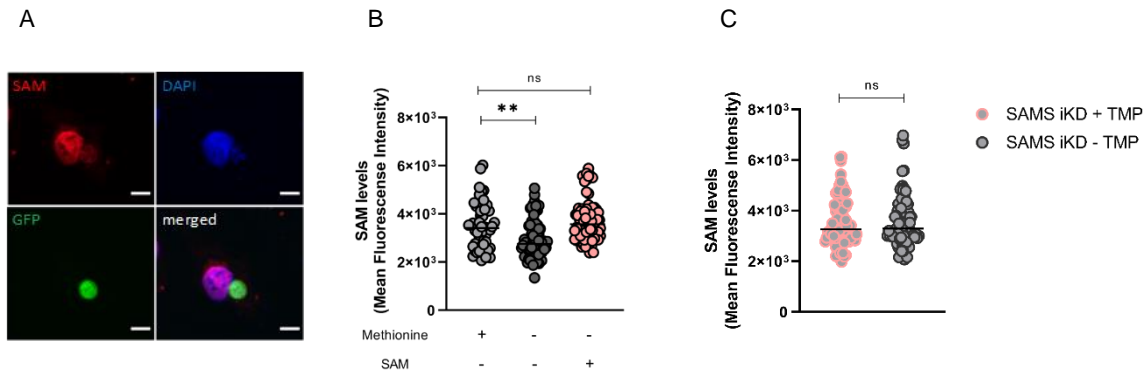 A
B
C
SAM
DAPI
GFP
merged
ns
**
8×10³
6×10³
4×10³
2×10³
0
SAM levels
(Mean Fluorescense Intensity)
Methionine
+
-
-
SAM
-
-
+
ns
8×10³
6×10³
4×10³
2×10³
0
SAM levels
(Mean Fluorescense Intensity)
SAMS iKD + TMP
SAMS iKD - TMP